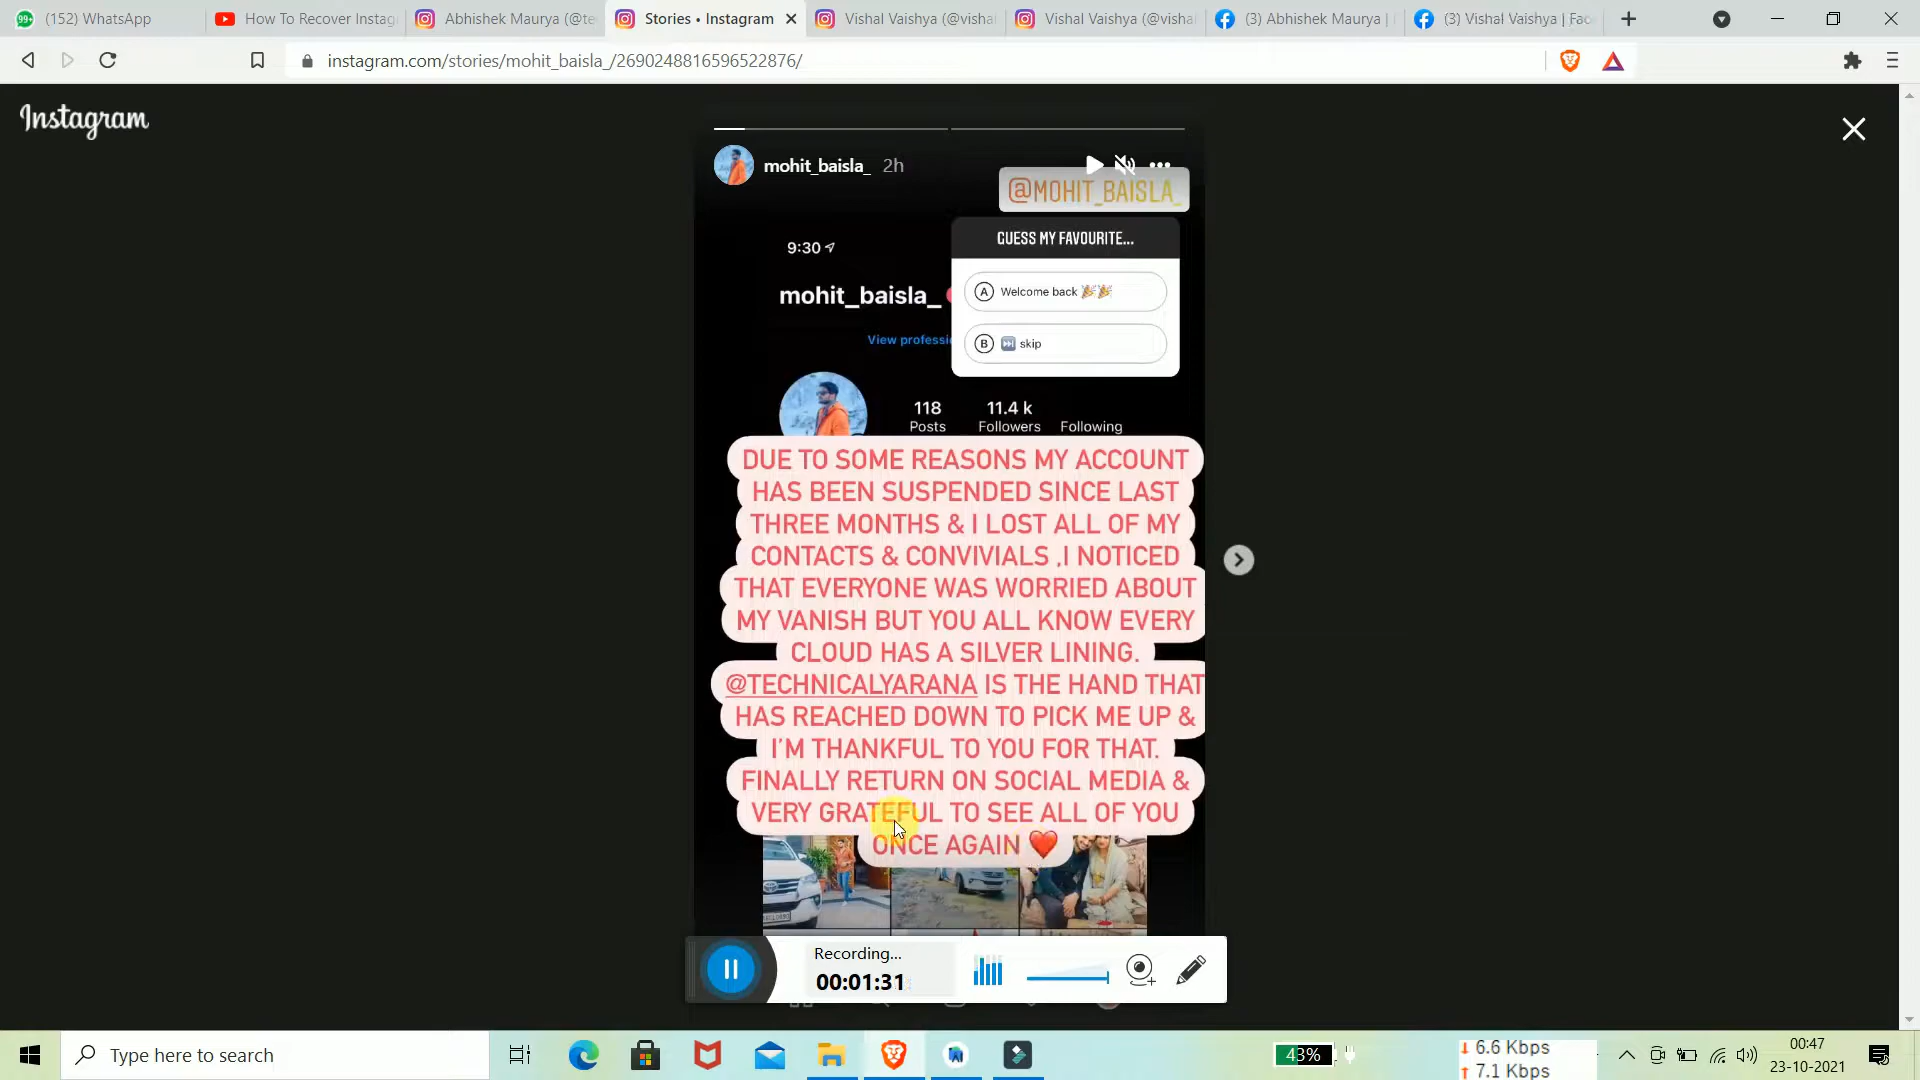 (152) WhatsApp
How To Recover Instag
Abhishek Maurya (@te
Stories • Instagram
Vishal Vaishya (@visha
Vishal Vaishya (@visha
(3) Abhishek Maurya |
(3) Vishal Vaishya | Fac
instagram.com/stories/mohit_baisla_/2690248816596522876/
Instagram
mohit_baisla_ 2h
@MOHIT_BAISLA_
9:30
GUESS MY FAVOURITE...
mohit_baisla_
A Welcome back 🎉🎉
View professi
B ⏭ skip
118 11.4 k
Posts Followers Following
DUE TO SOME REASONS MY ACCOUNT
HAS BEEN SUSPENDED SINCE LAST
THREE MONTHS & I LOST ALL OF MY
CONTACTS & CONVIVIALS ,I NOTICED
THAT EVERYONE WAS WORRIED ABOUT
MY VANISH BUT YOU ALL KNOW EVERY
CLOUD HAS A SILVER LINING.
@TECHNICALYARANA IS THE HAND THAT
HAS REACHED DOWN TO PICK ME UP &
I'M THANKFUL TO YOU FOR THAT.
FINALLY RETURN ON SOCIAL MEDIA &
VERY GRATEFUL TO SEE ALL OF YOU
ONCE AGAIN ❤️
Recording...
00:01:31
Type here to search
43%
6.6 Kbps
7.1 Kbps
00:47
23-10-2021